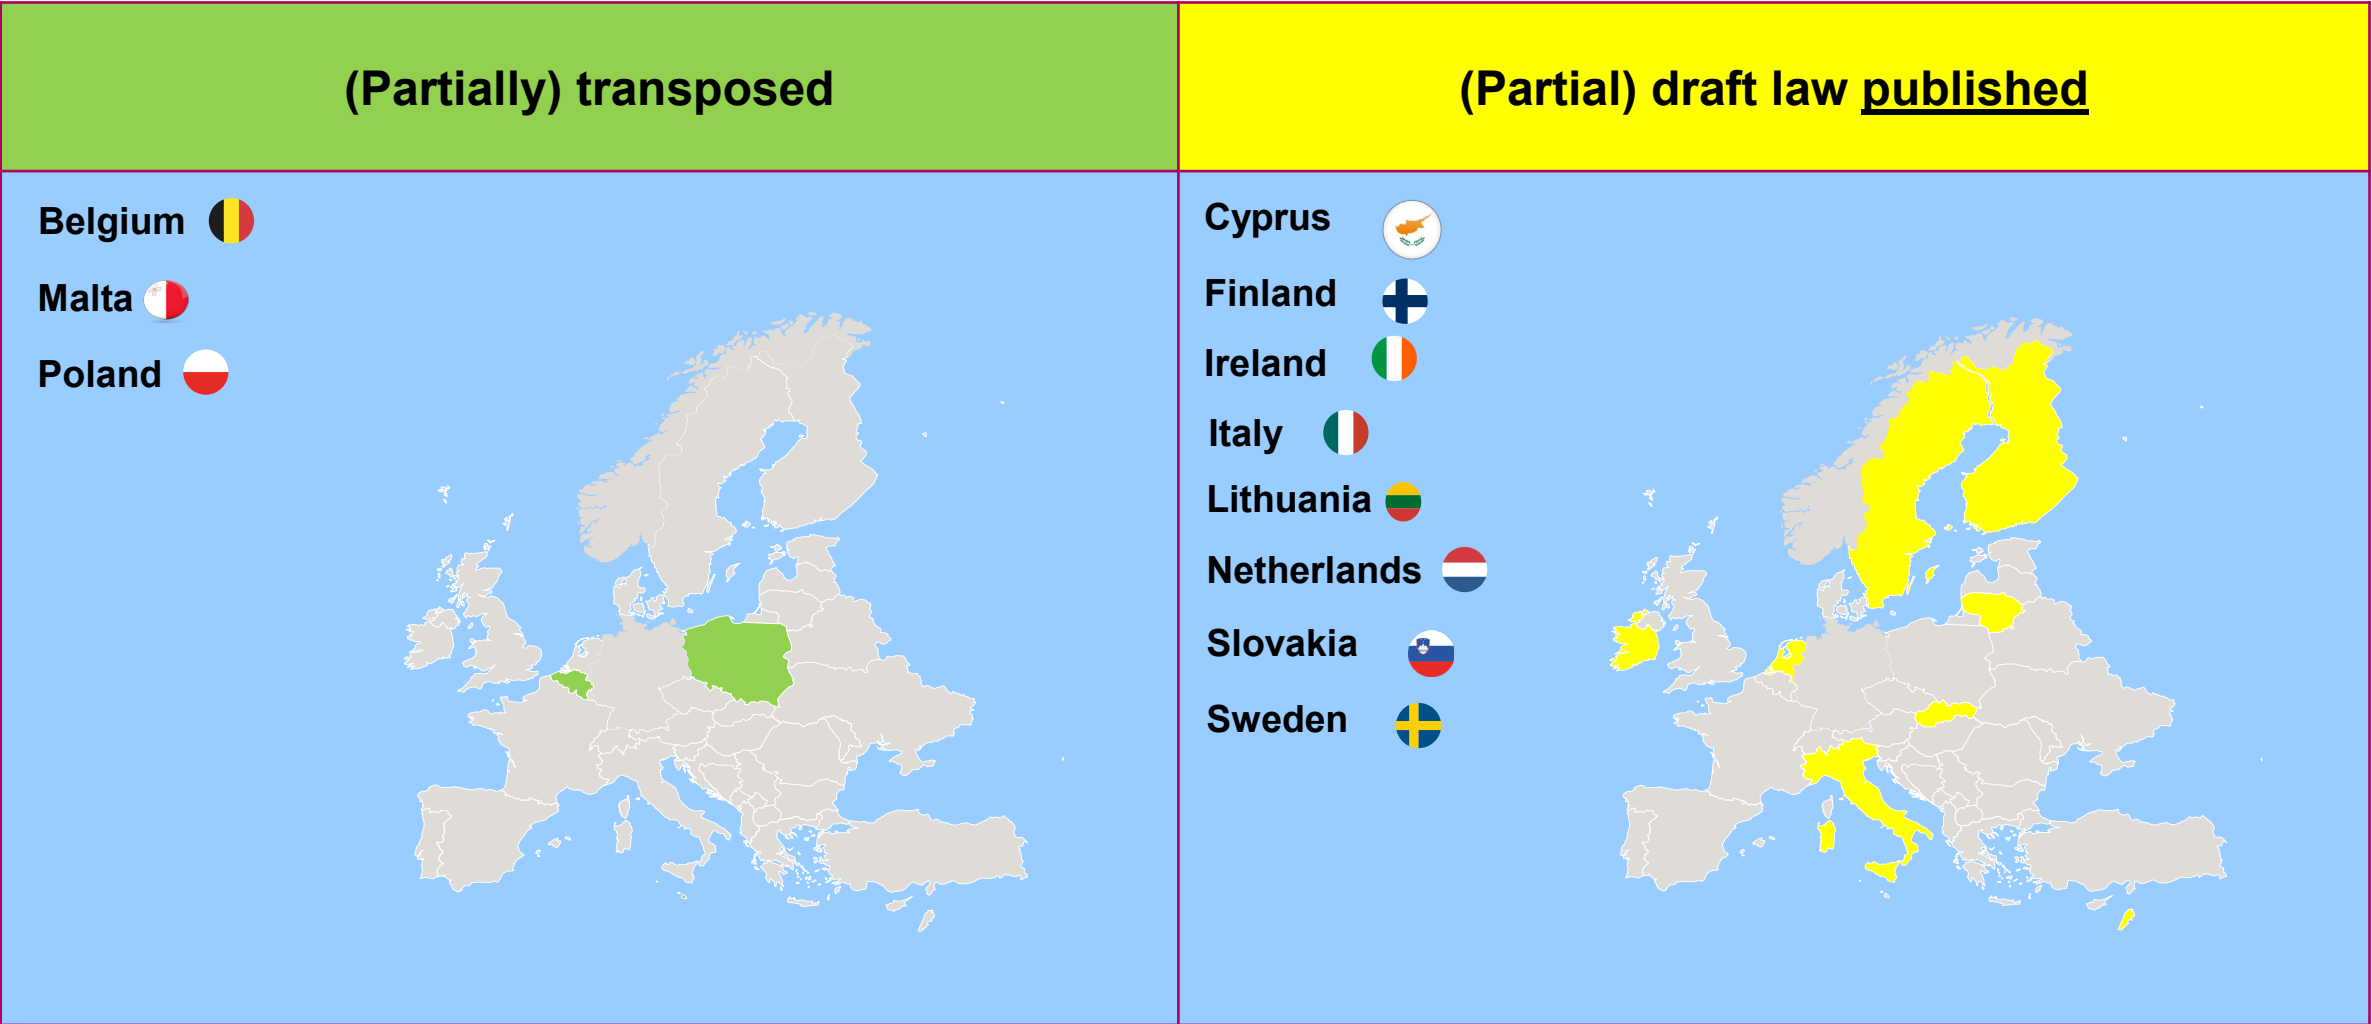 (Partially) transposed
(Partial) draft law published
Belgium
Malta
Poland
Cyprus
Finland
Ireland
Italy
Lithuania
Netherlands
Slovakia
Sweden